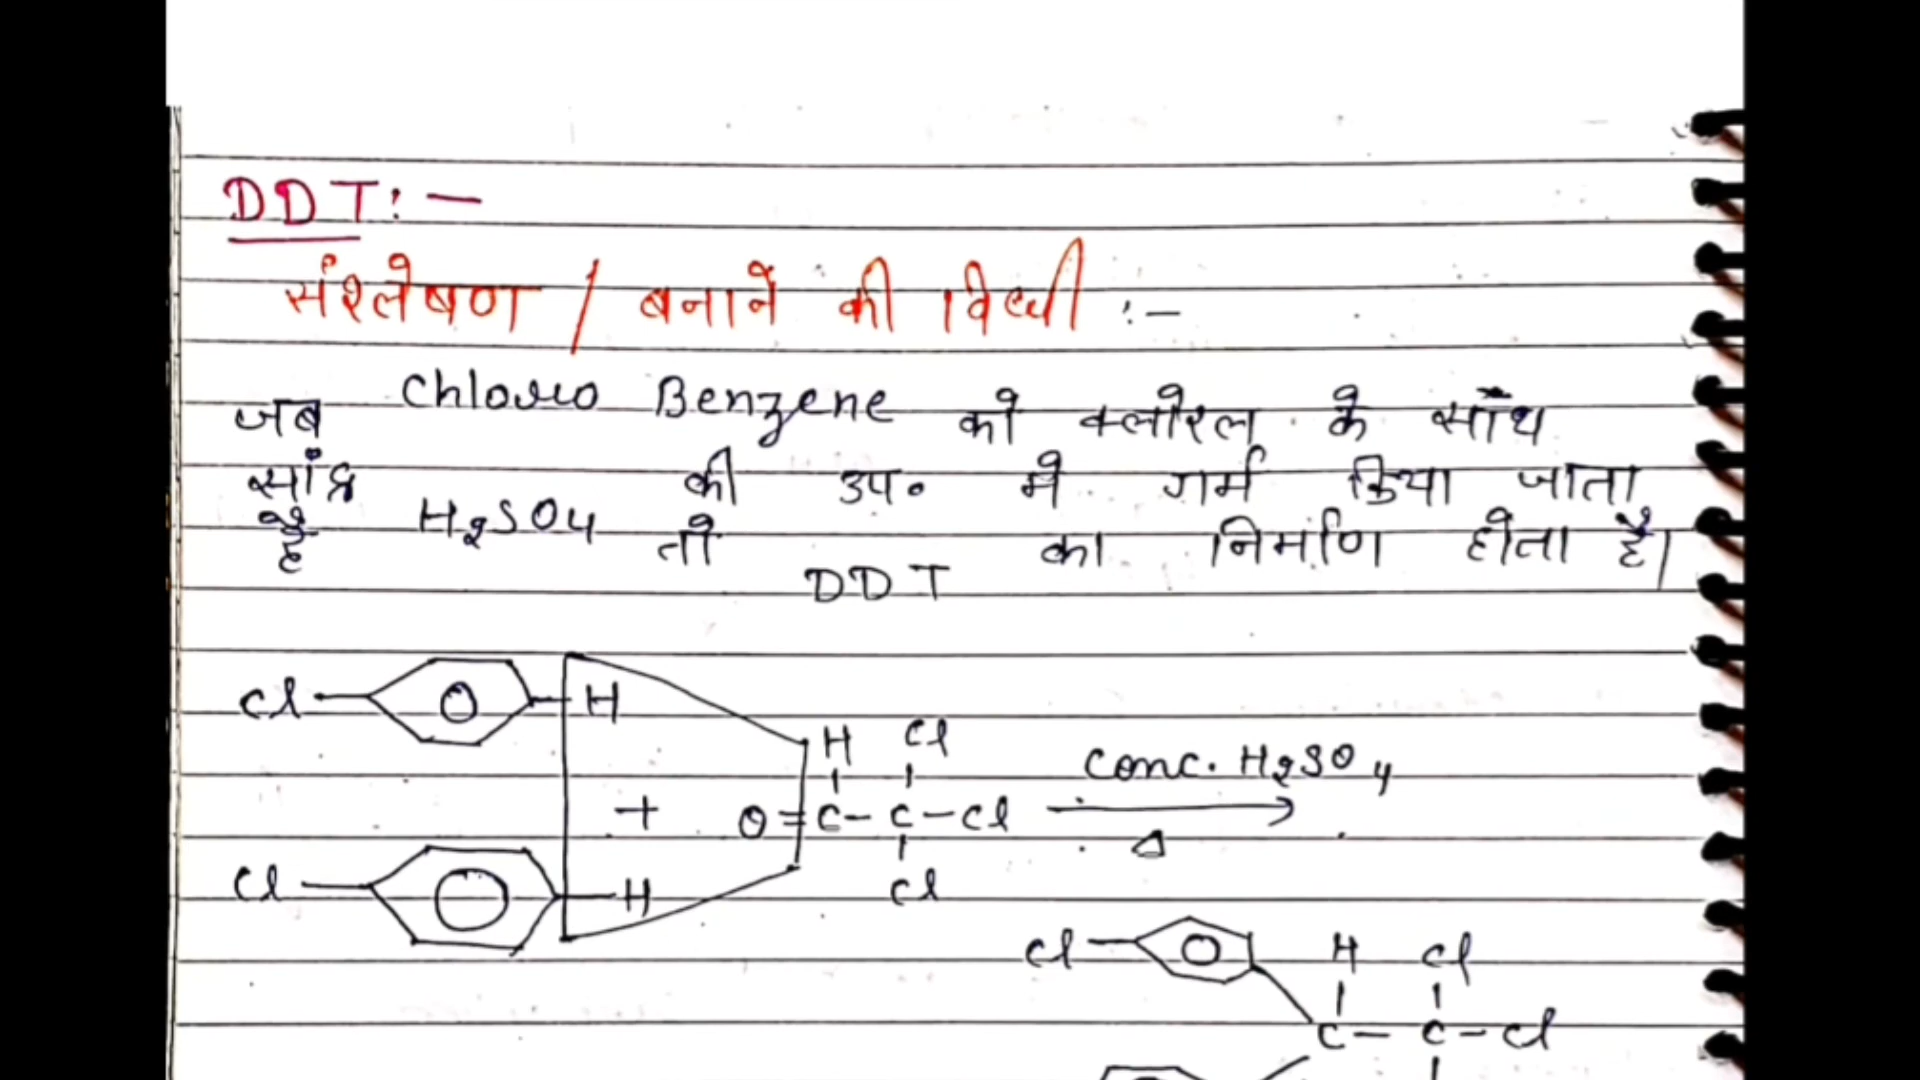 DDT:-
संश्लेषण / बनाने की विधी :-
जब Chloro Benzene को क्लोरल के साथ
सांद्र H2SO4 की उप० में गर्म किया जाता
है तो DDT का निर्माण होता है।
Cl H
H Cl
conc. H2SO4
+ O=C-C-Cl
Δ
Cl H Cl
Cl H Cl
C-C-Cl